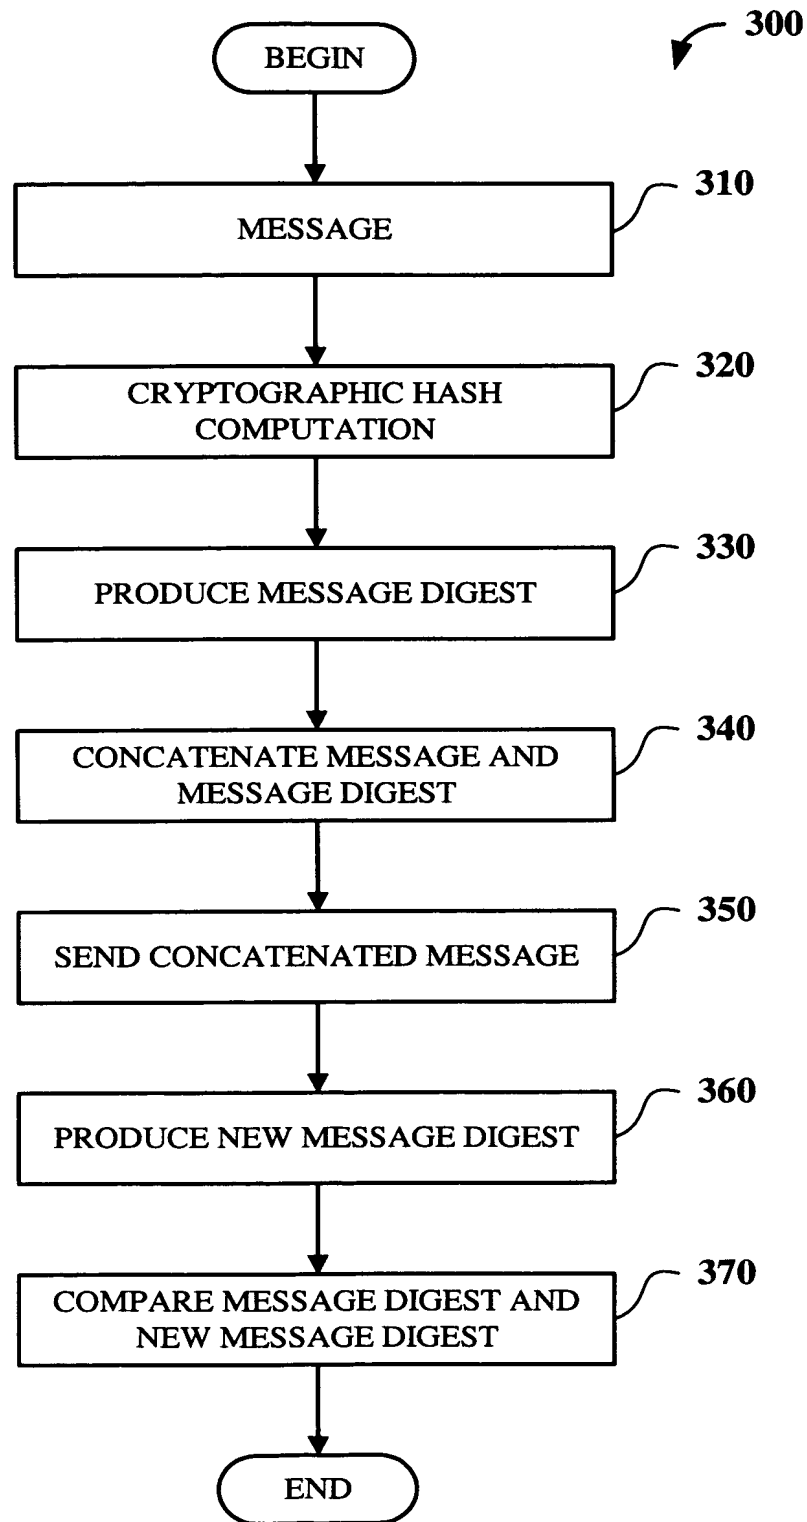 300
BEGIN
310
MESSAGE
320
CRYPTOGRAPHIC HASH
COMPUTATION
330
PRODUCE MESSAGE DIGEST
340
CONCATENATE MESSAGE AND
MESSAGE DIGEST
350
SEND CONCATENATED MESSAGE
360
PRODUCE NEW MESSAGE DIGEST
370
COMPARE MESSAGE DIGEST AND
NEW MESSAGE DIGEST
END